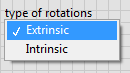 type of rotations
✓ Extrinsic
Intrinsic